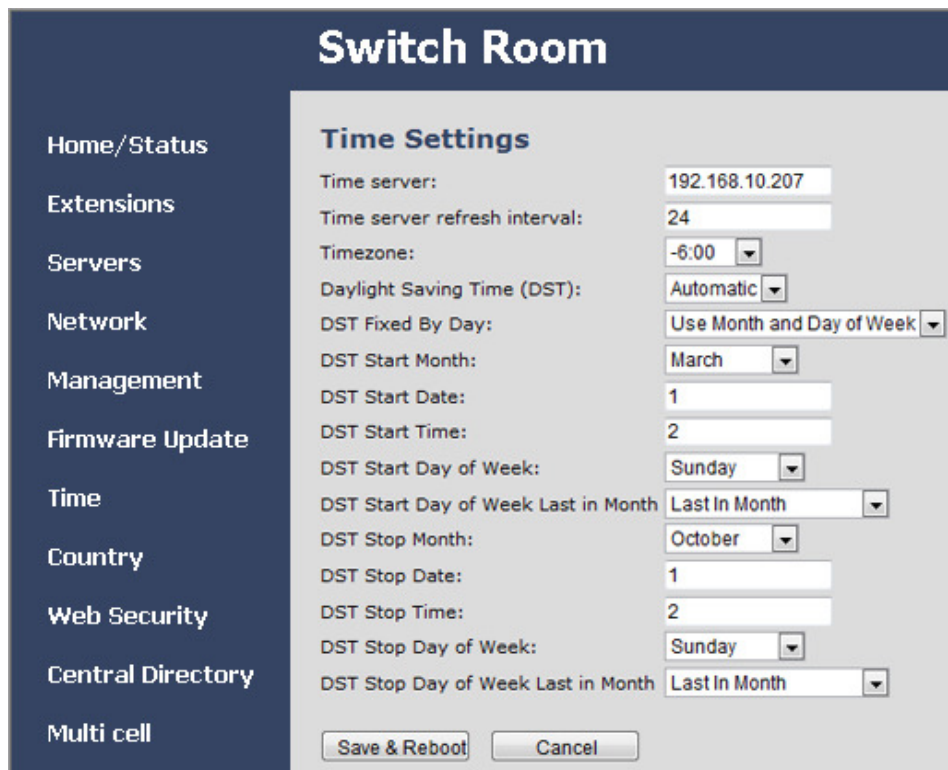 Switch Room
Home/Status
Extensions
Servers
Network
Management
Firmware Update
Time
Country
Web Security
Central Directory
Multi cell
Time Settings
Time server: 192.168.10.207
Time server refresh interval: 24
Timezone: -6:00
Daylight Saving Time (DST): Automatic
DST Fixed By Day: Use Month and Day of Week
DST Start Month: March
DST Start Date: 1
DST Start Time: 2
DST Start Day of Week: Sunday
DST Start Day of Week Last in Month Last In Month
DST Stop Month: October
DST Stop Date: 1
DST Stop Time: 2
DST Stop Day of Week: Sunday
DST Stop Day of Week Last in Month Last In Month
Save & Reboot Cancel